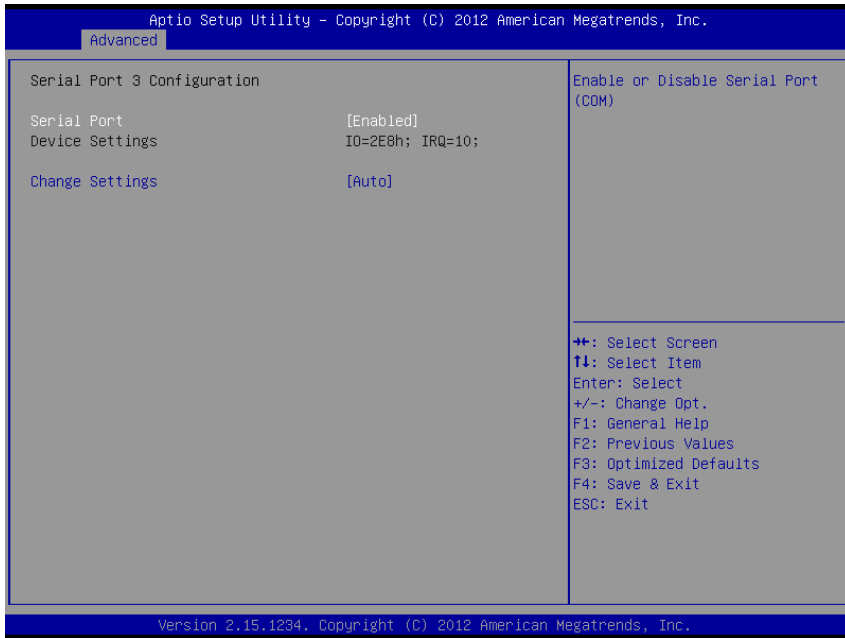 Aptio Setup Utility – Copyright (C) 2012 American Megatrends, Inc.
Advanced
Serial Port 3 Configuration
Serial Port [Enabled]
Device Settings IO=2E8h; IRQ=10;
Change Settings [Auto]
Enable or Disable Serial Port
(COM)
→←: Select Screen
↑↓: Select Item
Enter: Select
+/-: Change Opt.
F1: General Help
F2: Previous Values
F3: Optimized Defaults
F4: Save & Exit
ESC: Exit
Version 2.15.1234. Copyright (C) 2012 American Megatrends, Inc.